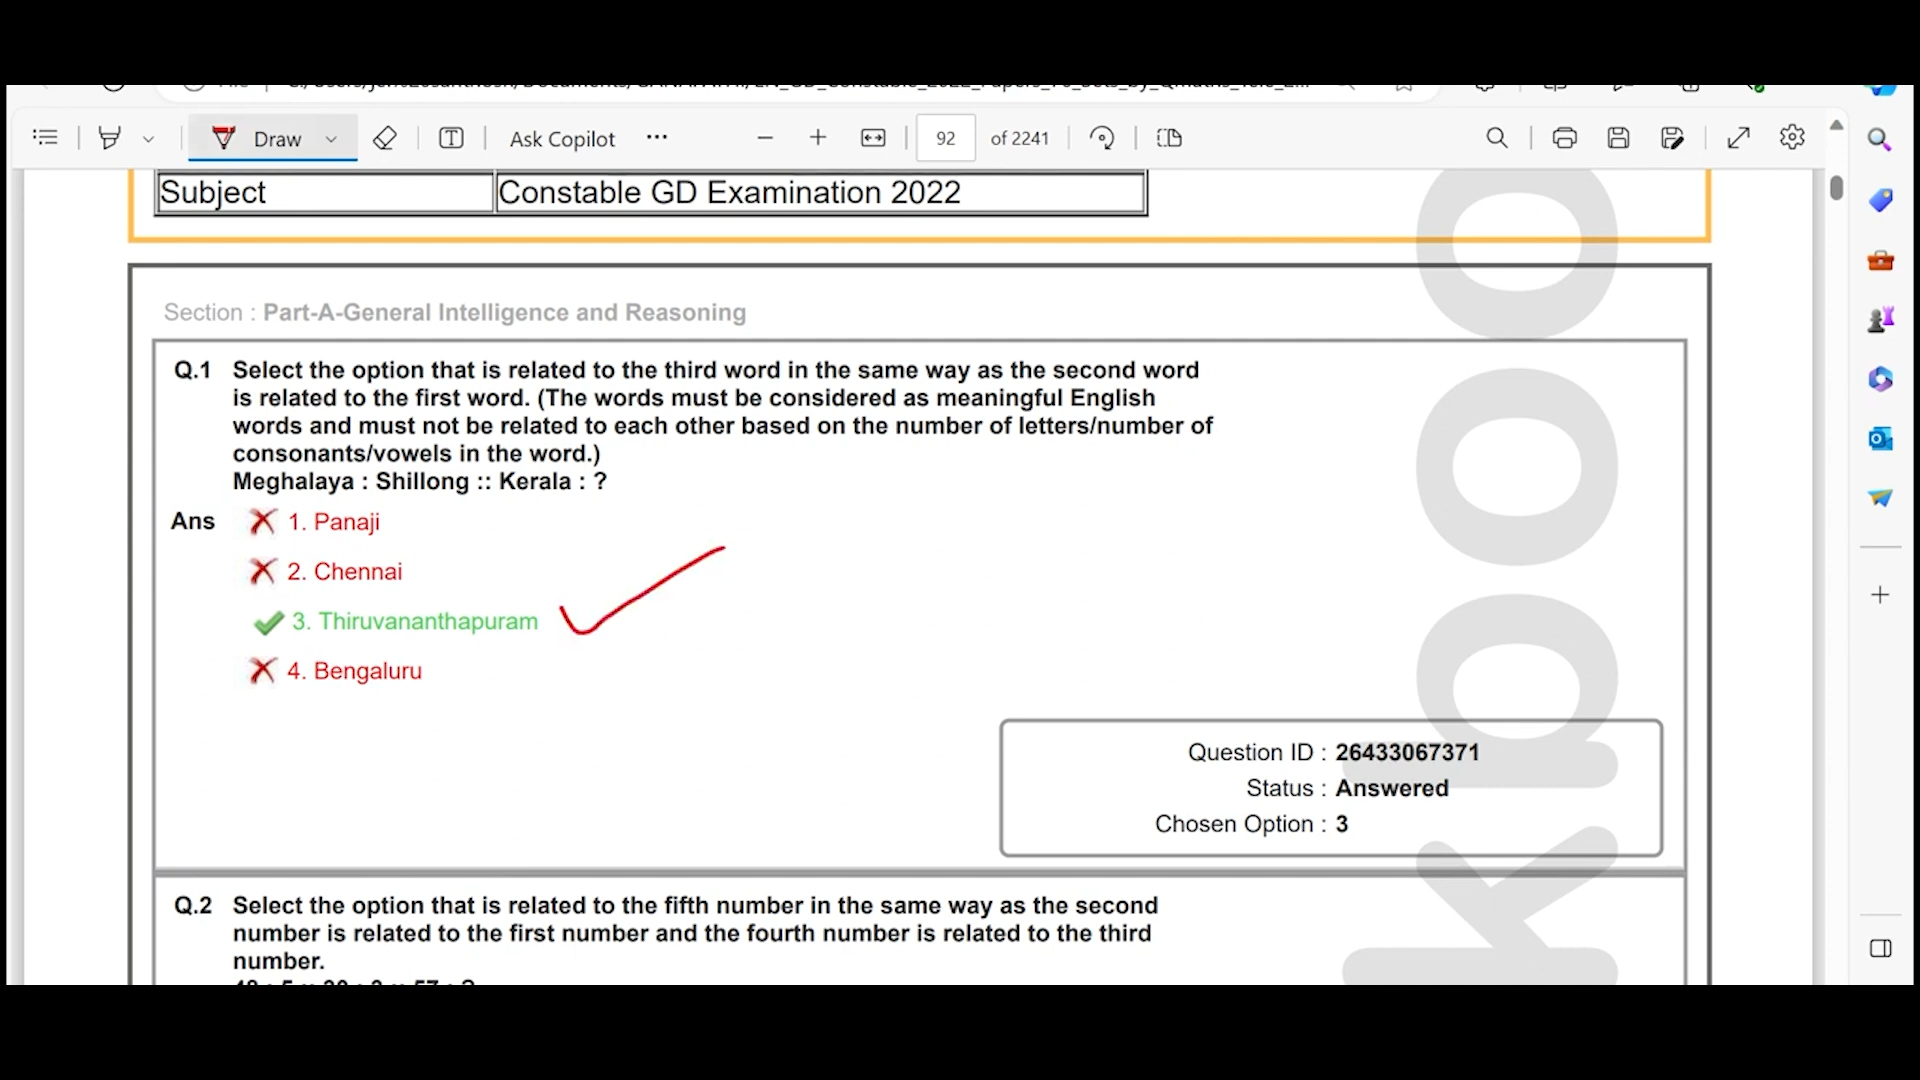 Draw
Ask Copilot
92 of 2241
Subject Constable GD Examination 2022
Section : Part-A-General Intelligence and Reasoning
Q.1 Select the option that is related to the third word in the same way as the second word
is related to the first word. (The words must be considered as meaningful English
words and must not be related to each other based on the number of letters/number of
consonants/vowels in the word.)
Meghalaya : Shillong :: Kerala : ?
Ans 1. Panaji
2. Chennai
3. Thiruvananthapuram
4. Bengaluru
Question ID : 26433067371
Status : Answered
Chosen Option : 3
Q.2 Select the option that is related to the fifth number in the same way as the second
number is related to the first number and the fourth number is related to the third
number.